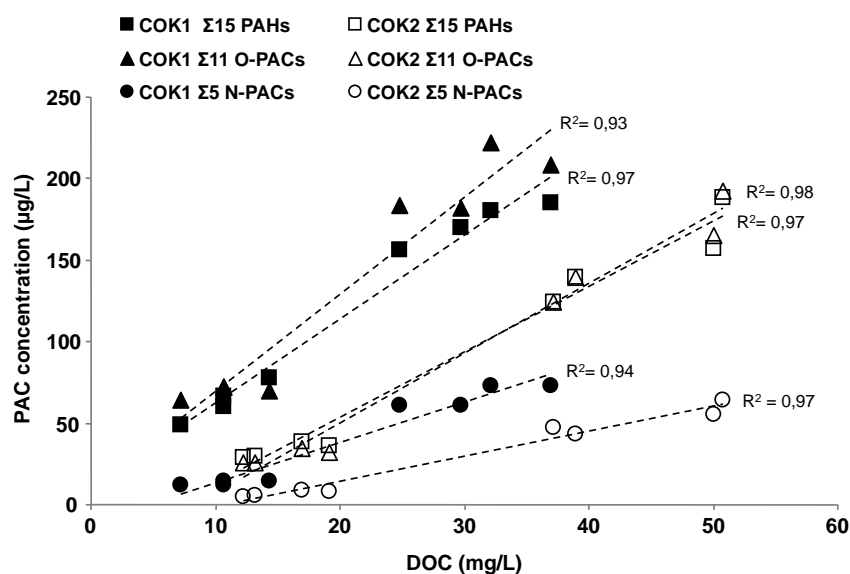 COK1 Σ15 PAHs
COK2 Σ15 PAHs
COK1 Σ11 O-PACs
COK2 Σ11 O-PACs
COK1 Σ5 N-PACs
COK2 Σ5 N-PACs
250
200
150
100
50
0
PAC concentration (µg/L)
R²= 0,93
R²= 0,97
R²= 0,98
R²= 0,97
R²= 0,94
R² = 0,97
0 10 20 30 40 50 60
DOC (mg/L)